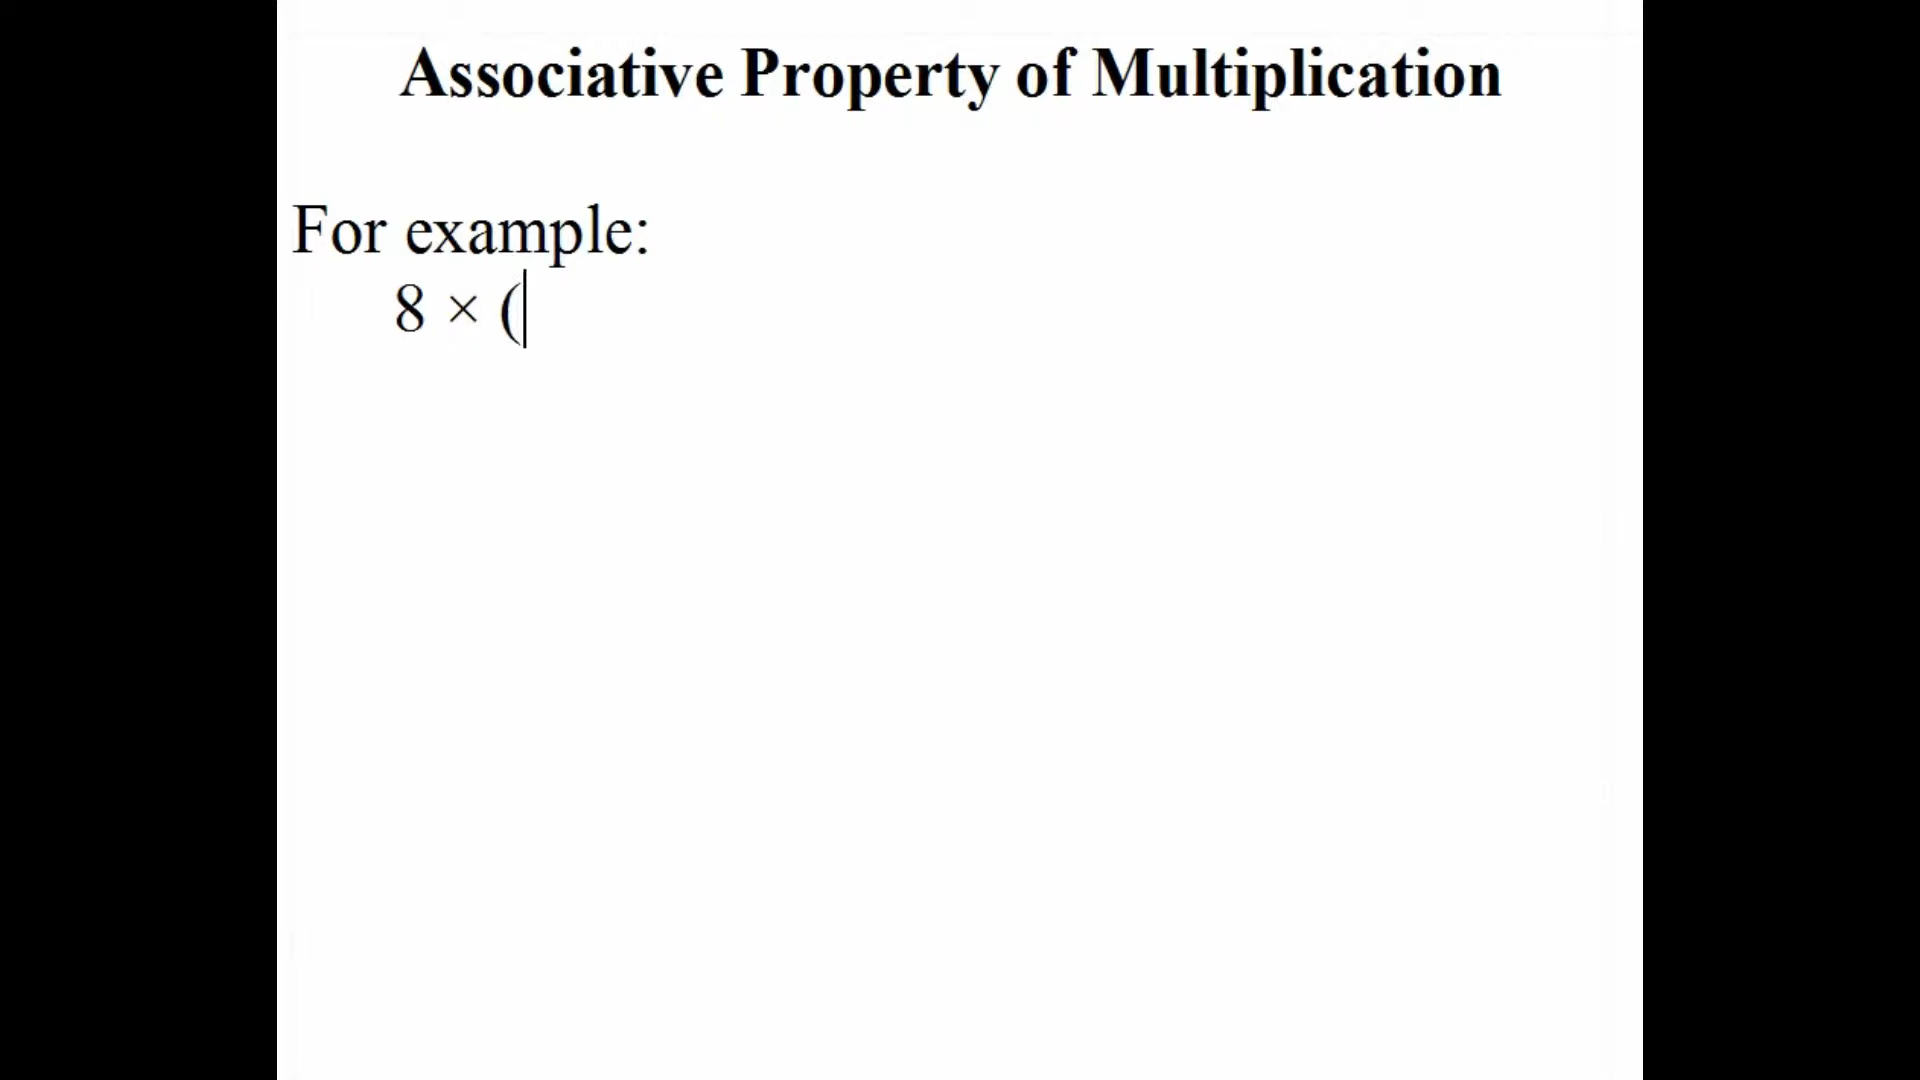 Associative Property of Multiplication
For example:
8 × (